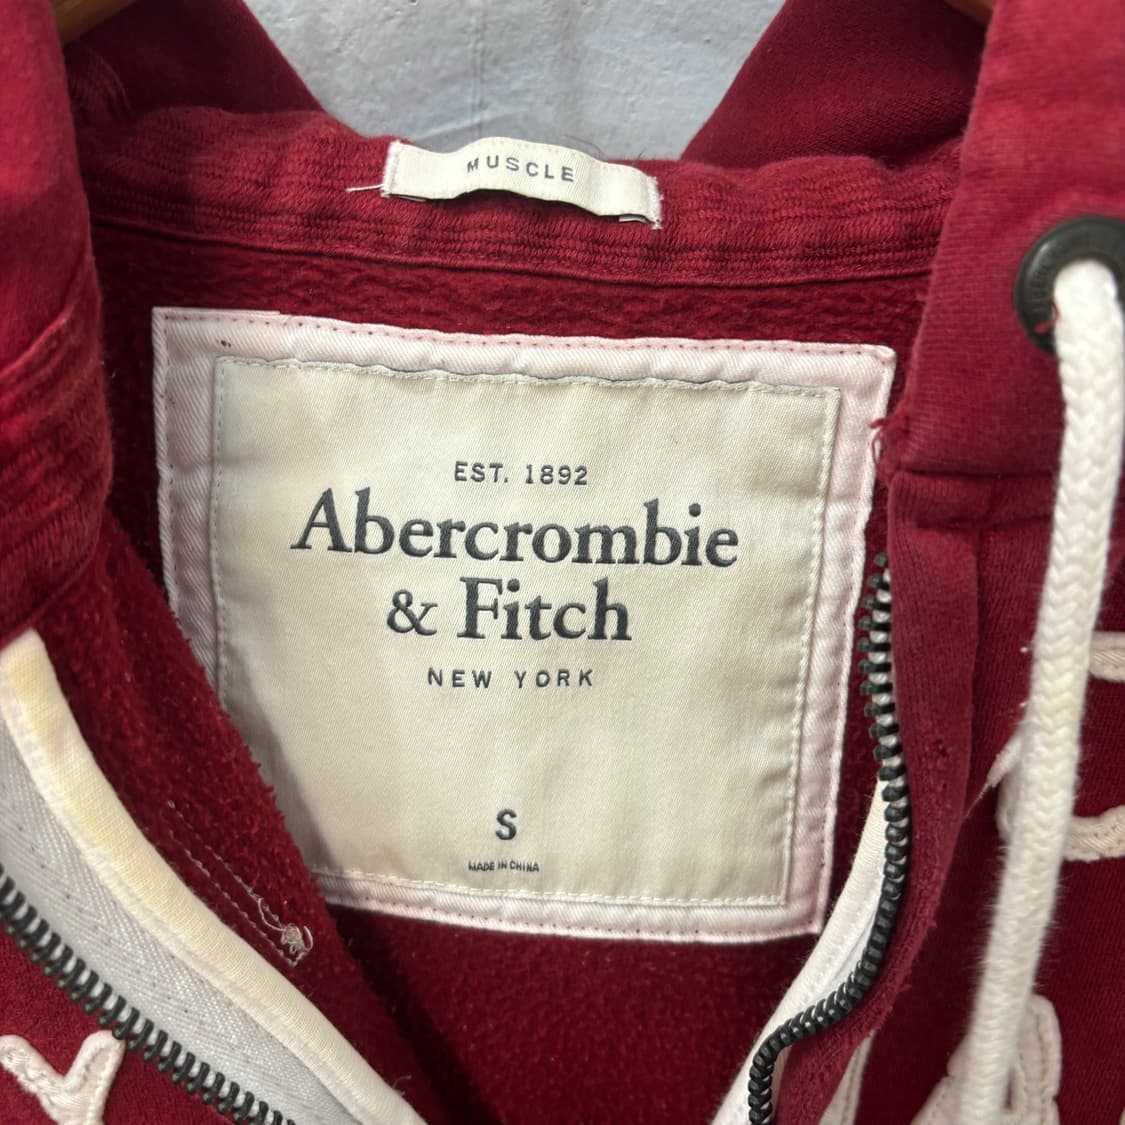 MUSCLE
EST. 1892
Abercrombie
& Fitch
NEW YORK
S
MADE IN CHINA